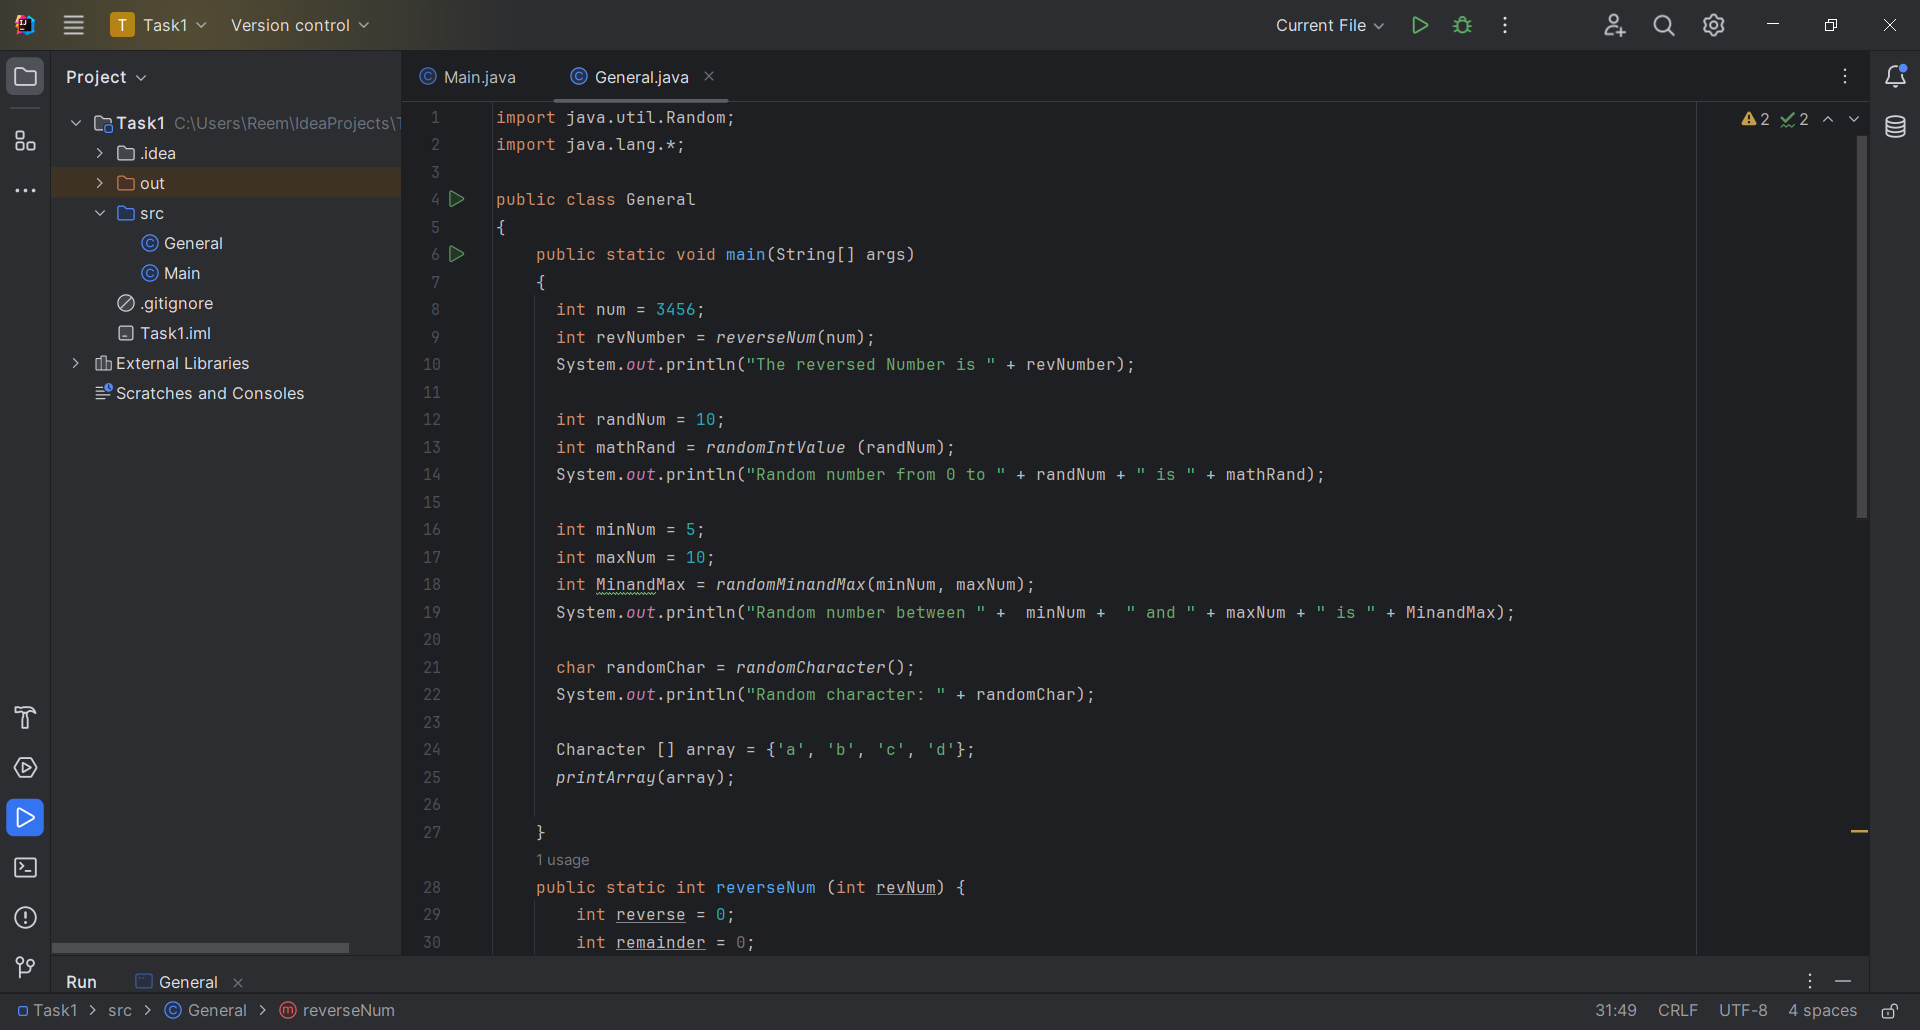 T Task1 Version control Current File
Project
Main.java General.java
Task1 C:\Users\Reem\IdeaProjects\
.idea
out
src
General
Main
.gitignore
Task1.iml
External Libraries
Scratches and Consoles
2 2
1 import java.util.Random;
2 import java.lang.*;
3
4 public class General
5 {
6 public static void main(String[] args)
7 {
8 int num = 3456;
9 int revNumber = reverseNum(num);
10 System.out.println("The reversed Number is " + revNumber);
11
12 int randNum = 10;
13 int mathRand = randomIntValue (randNum);
14 System.out.println("Random number from 0 to " + randNum + " is " + mathRand);
15
16 int minNum = 5;
17 int maxNum = 10;
18 int MinandMax = randomMinandMax(minNum, maxNum);
19 System.out.println("Random number between " +  minNum +  " and " + maxNum + " is " + MinandMax);
20
21 char randomChar = randomCharacter();
22 System.out.println("Random character: " + randomChar);
23
24 Character [] array = {'a', 'b', 'c', 'd'};
25 printArray(array);
26
27 }
1 usage
28 public static int reverseNum (int revNum) {
29 int reverse = 0;
30 int remainder = 0;
Run General
Task1 src General reverseNum 31:49 CRLF UTF-8 4 spaces